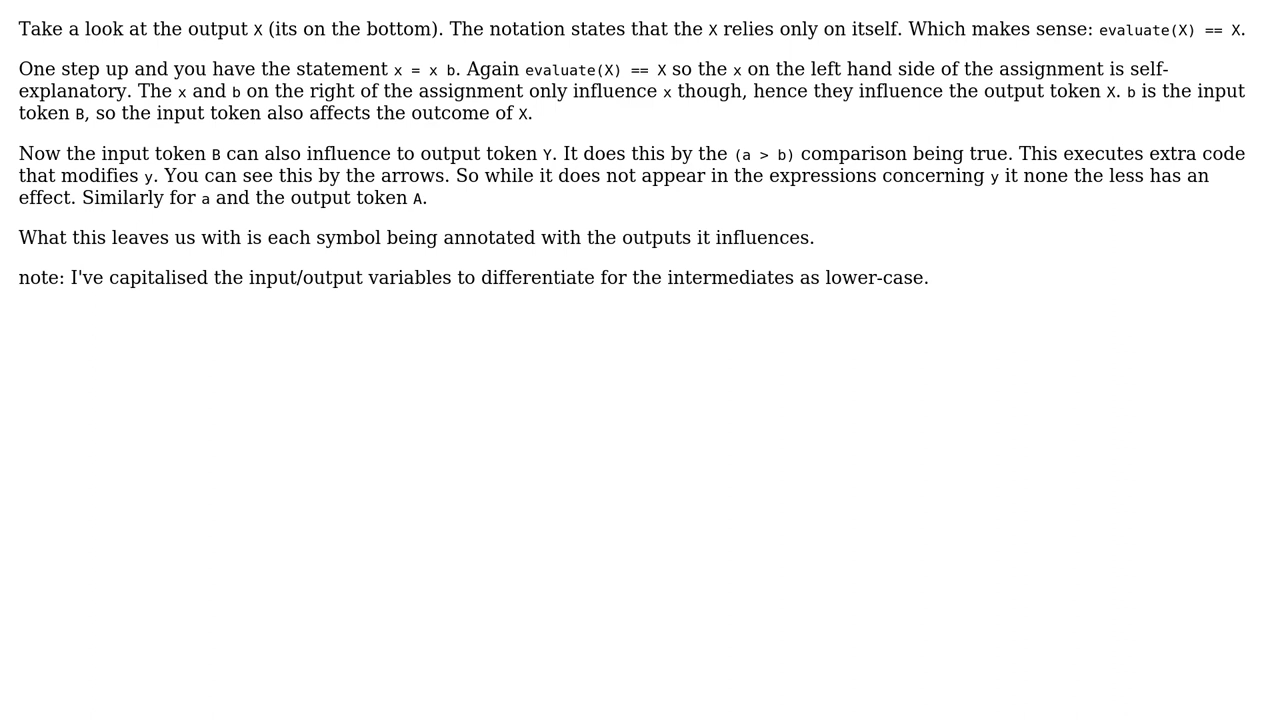 Take a look at the output X (its on the bottom). The notation states that the X relies only on itself. Which makes sense: evaluate(X) == X.
One step up and you have the statement x = x b. Again evaluate(X) == X so the x on the left hand side of the assignment is self-
explanatory. The x and b on the right of the assignment only influence x though, hence they influence the output token X. b is the input
token B, so the input token also affects the outcome of X.
Now the input token B can also influence to output token Y. It does this by the (a > b) comparison being true. This executes extra code
that modifies y. You can see this by the arrows. So while it does not appear in the expressions concerning y it none the less has an
effect. Similarly for a and the output token A.
What this leaves us with is each symbol being annotated with the outputs it influences.
note: I've capitalised the input/output variables to differentiate for the intermediates as lower-case.